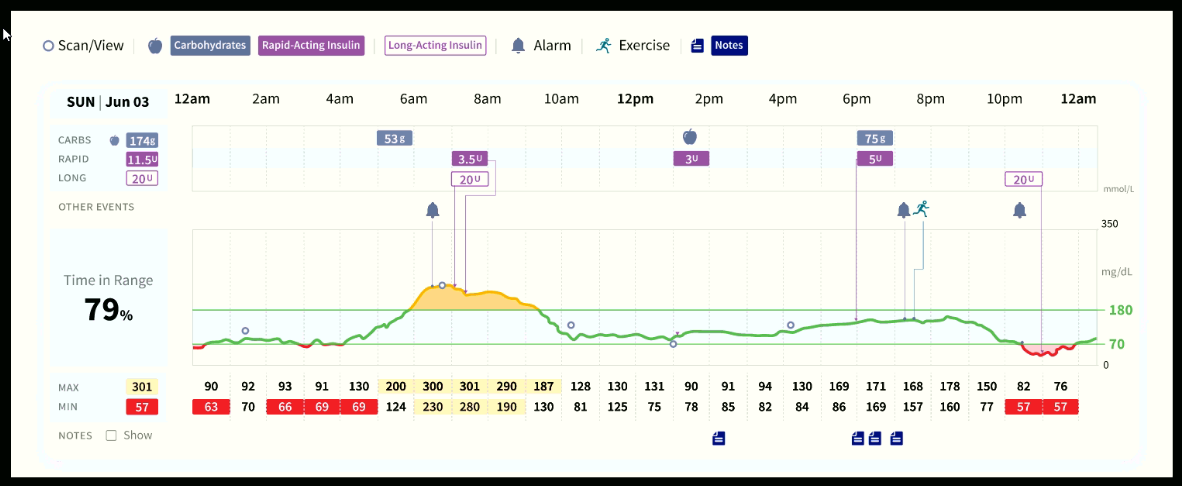 Scan/View Carbohydrates Rapid-Acting Insulin Long-Acting Insulin Alarm Exercise Notes
SUN | Jun 03 12am 2am 4am 6am 8am 10am 12pm 2pm 4pm 6pm 8pm 10pm 12am
CARBS 174g 53g 75g
RAPID 11.5U 3.5U 3U 5U
LONG 20U 20U 20U
mmol/L
OTHER EVENTS
350
mg/dL
Time in Range
79%
180
70
0
MAX 301 90 92 93 91 130 200 300 301 290 187 128 130 131 90 91 94 130 169 171 168 178 150 82 76
MIN 57 63 70 66 69 69 124 230 280 190 130 81 125 75 78 85 82 84 86 169 157 160 77 57 57
NOTES Show